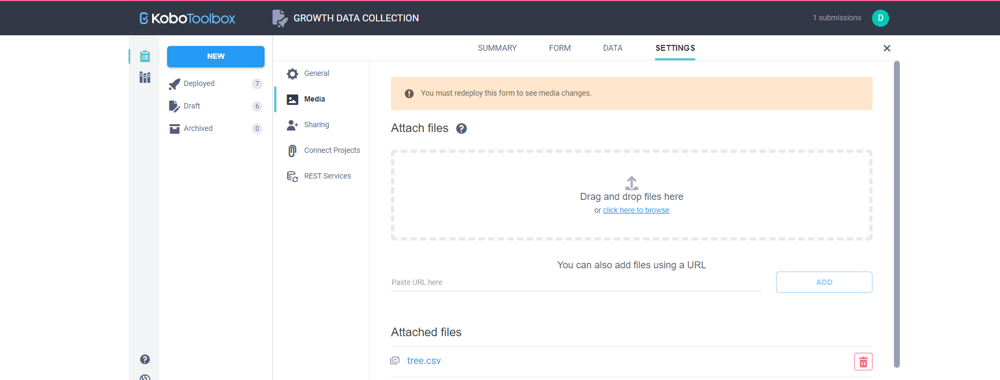 KoboToolbox
GROWTH DATA COLLECTION
1 submissions
D
NEW
Deployed 7
Draft 6
Archived 0
SUMMARY FORM DATA SETTINGS
General
Media
Sharing
Connect Projects
REST Services
You must redeploy this form to see media changes.
Attach files
Drag and drop files here
or click here to browse
You can also add files using a URL
Paste URL here
ADD
Attached files
tree.csv